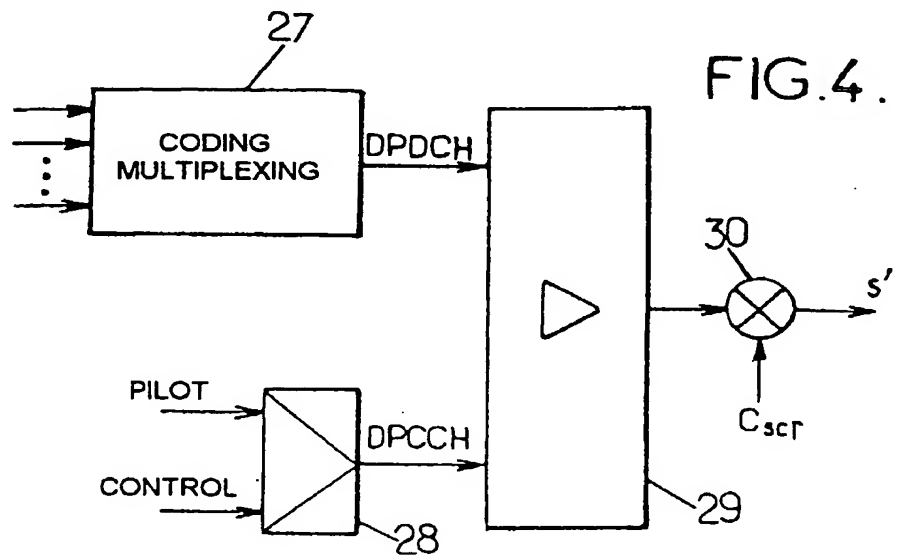 27
FIG.4.
CODING
MULTIPLEXING
DPDCH
30
s'
Cscr
PILOT
DPCCH
CONTROL
28
29